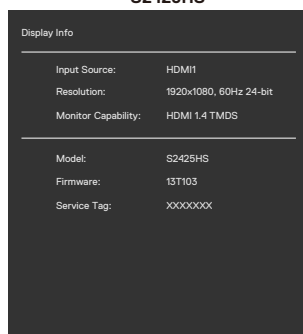 S2425HS
Display Info
Input Source: HDMI1
Resolution: 1920x1080, 60Hz 24-bit
Monitor Capability: HDMI 1.4 TMDS
Model: S2425HS
Firmware: 13T103
Service Tag: XXXXXXX